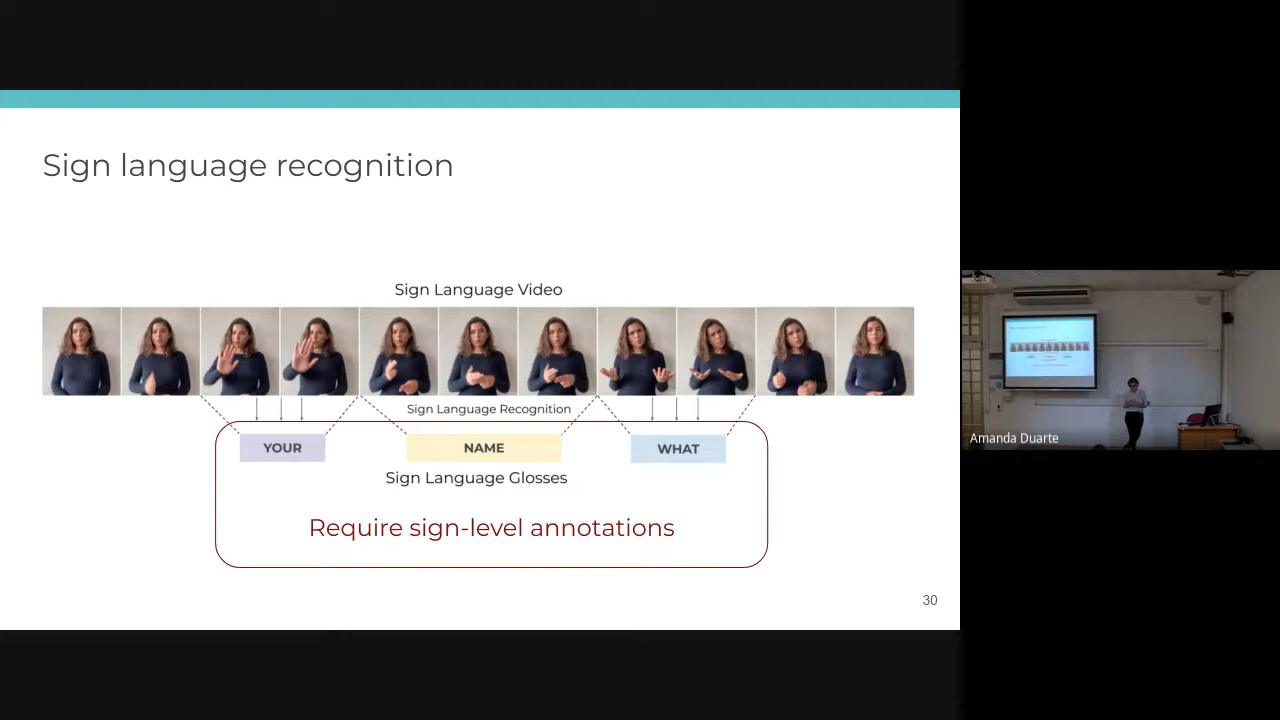 Sign language recognition
Sign Language Video
Sign Language Recognition
YOUR
NAME
WHAT
Sign Language Glosses
Require sign-level annotations
30
Amanda Duarte